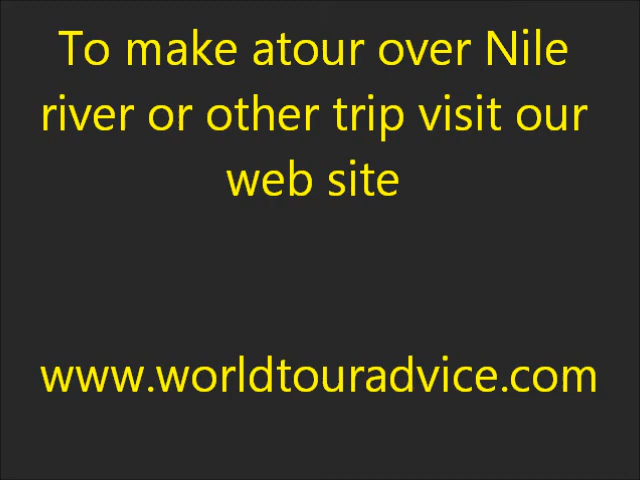 To make atour over Nile
river or other trip visit our
web site
www.worldtouradvice.com